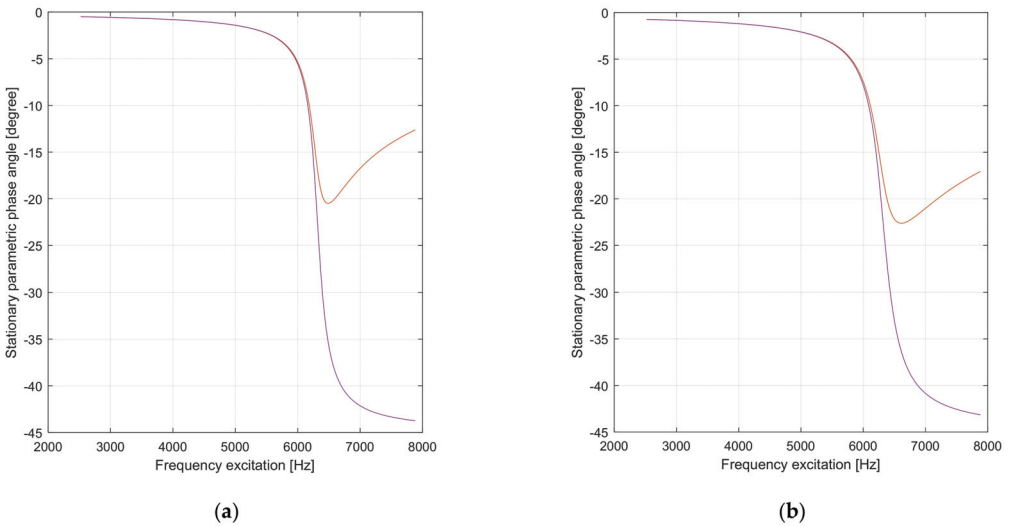 0
-5
-10
-15
-20
-25
-30
-35
-40
-45
2000 3000 4000 5000 6000 7000 8000
Stationary parametric phase angle [degree]
Frequency excitation [Hz]
(a)
0
-5
-10
-15
-20
-25
-30
-35
-40
-45
2000 3000 4000 5000 6000 7000 8000
Stationary parametric phase angle [degree]
Frequency excitation [Hz]
(b)